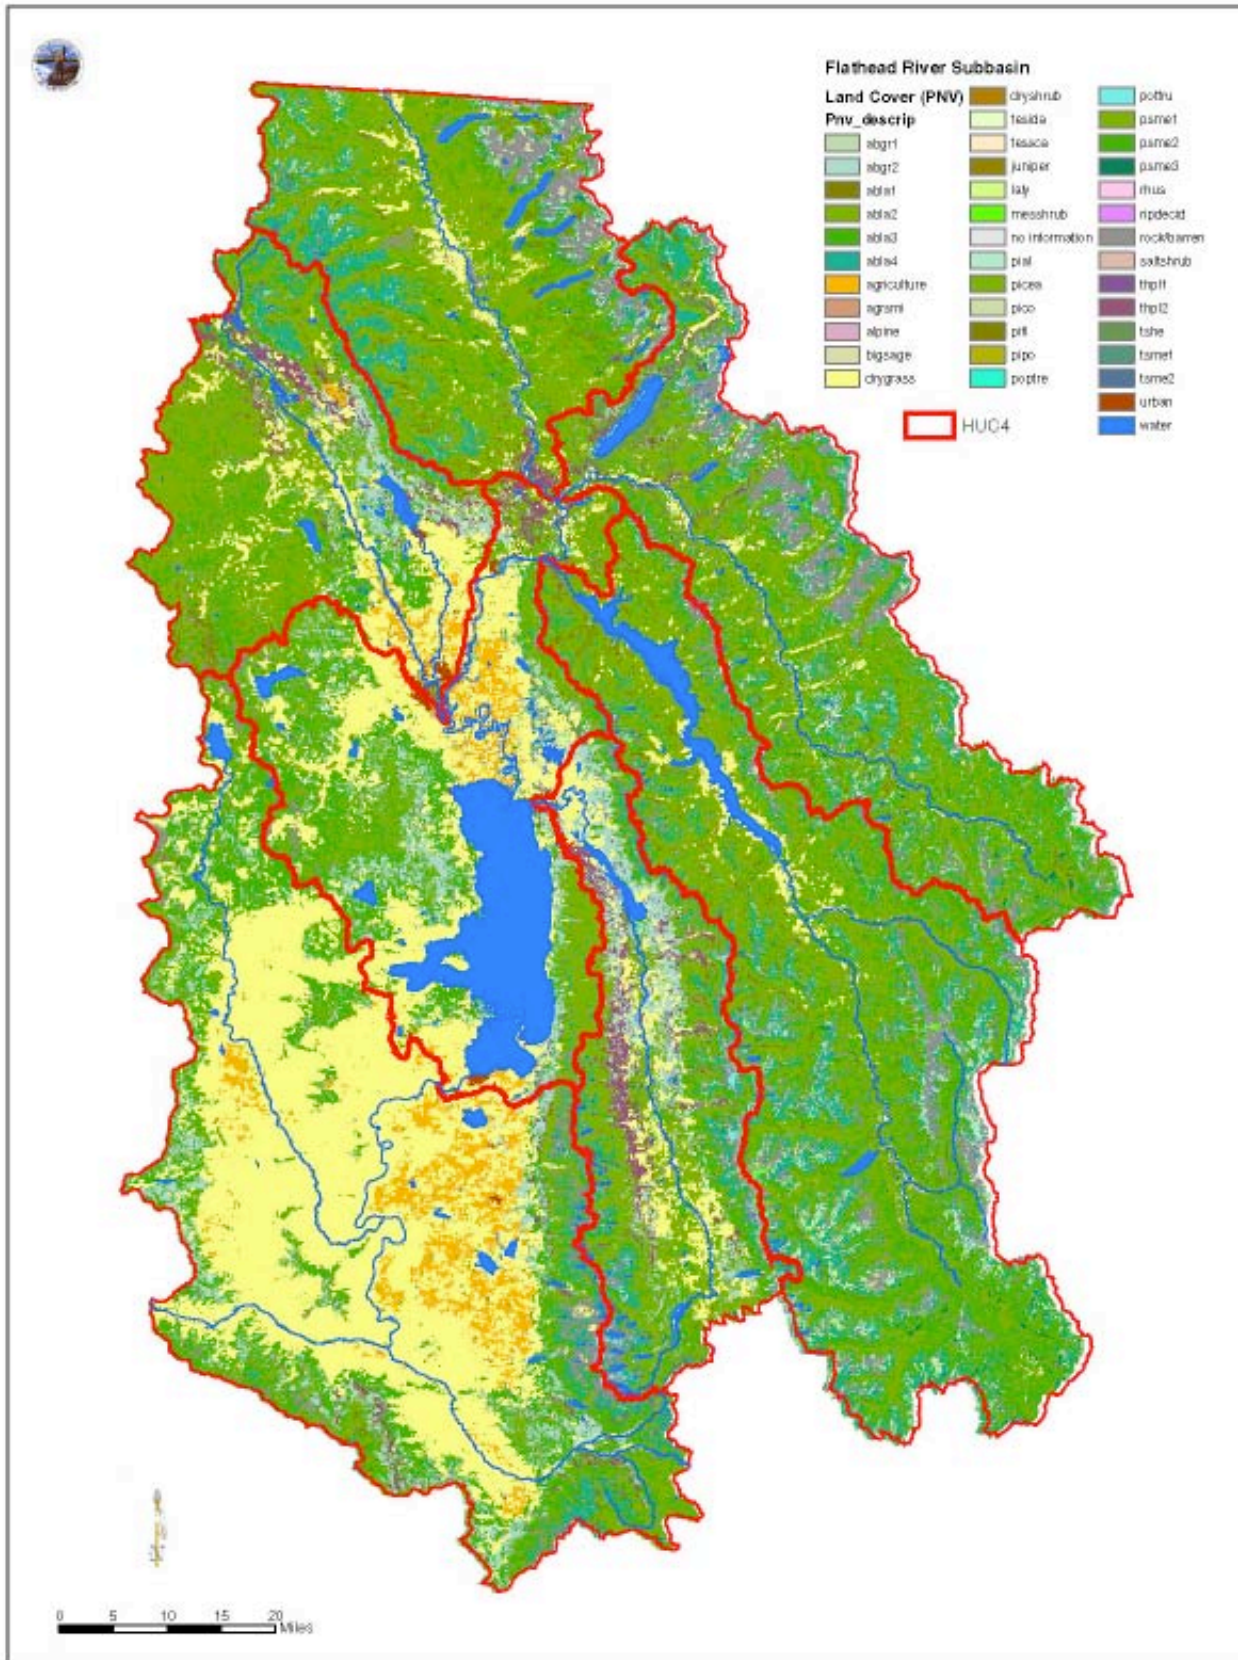 Flathead River Subbasin
Land Cover (PNV)
Pnv_descrip
abgr1
abgr2
abla1
abla2
abla3
abla4
agriculture
agrsmi
alpine
bigsage
drygrass
dryshrub
fesida
fessca
juniper
laly
messhrub
no information
pial
picea
pico
pifl
pipo
poptre
pottru
psme1
psme2
psme3
rhus
ripdecid
rock/barren
saltshrub
thpl1
thpl2
tshe
tsme1
tsme2
urban
water
HUC4
0 5 10 15 20
Miles